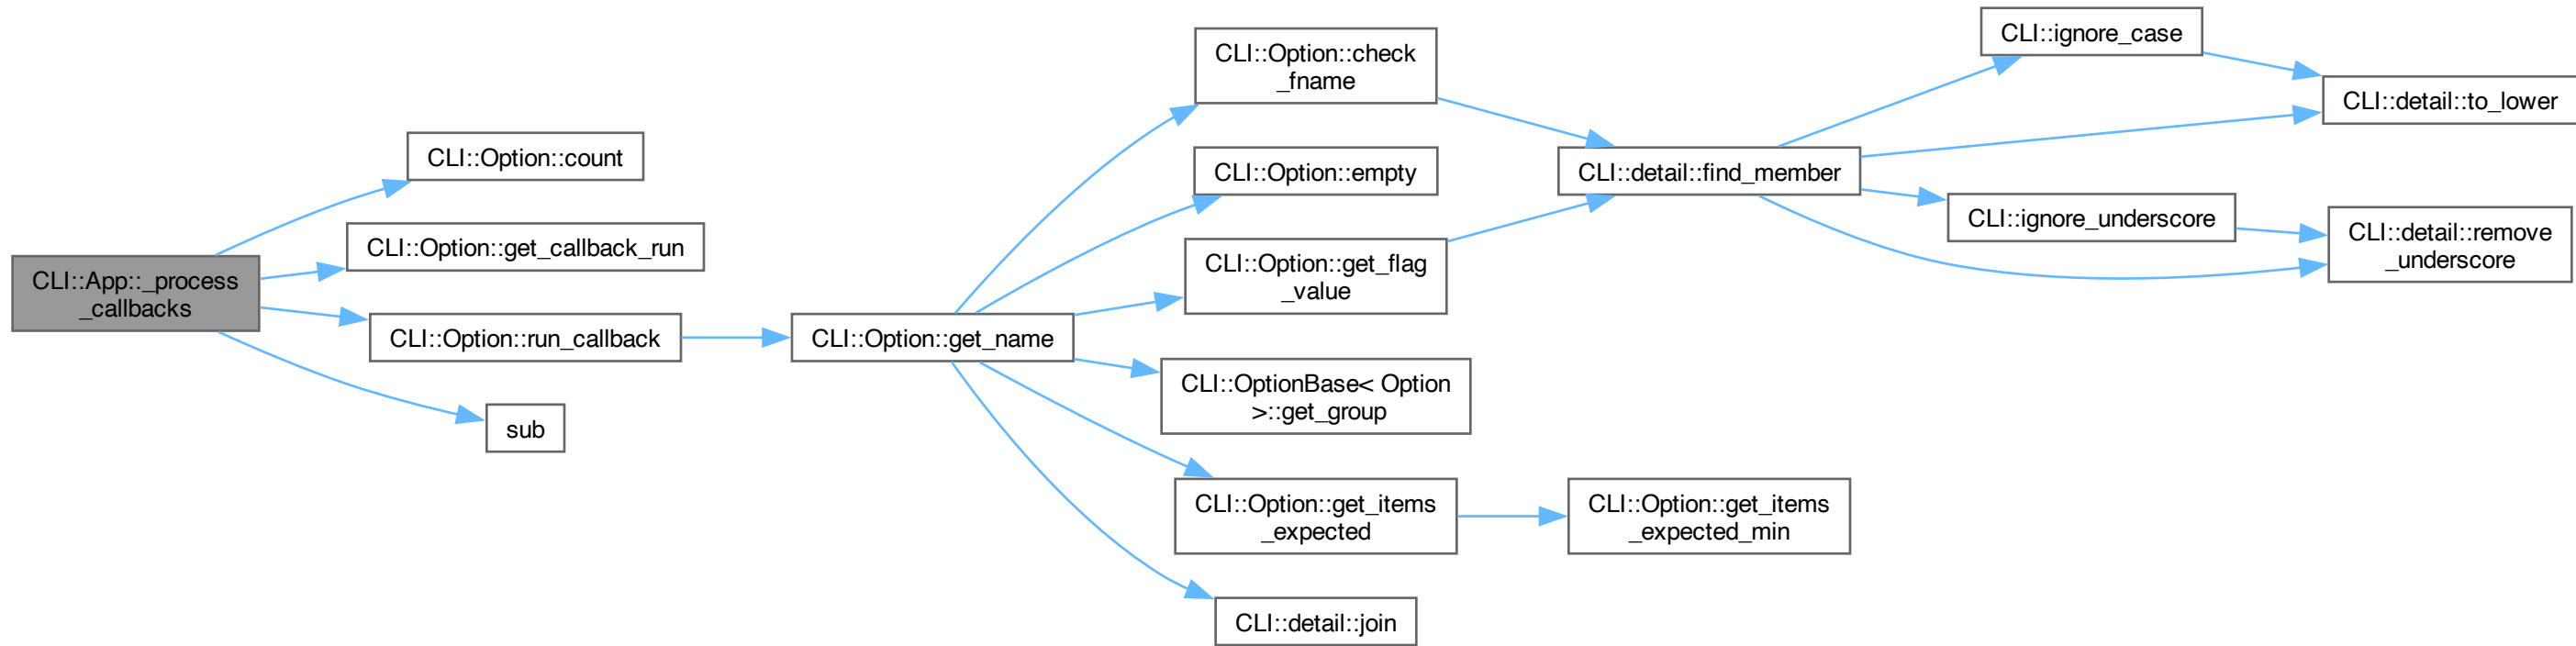 CLI::App::_process
_callbacks
CLI::Option::count
CLI::Option::get_callback_run
CLI::Option::run_callback
sub
CLI::Option::get_name
CLI::Option::check
_fname
CLI::Option::empty
CLI::Option::get_flag
_value
CLI::OptionBase< Option
>::get_group
CLI::Option::get_items
_expected
CLI::detail::join
CLI::detail::find_member
CLI::Option::get_items
_expected_min
CLI::ignore_case
CLI::ignore_underscore
CLI::detail::to_lower
CLI::detail::remove
_underscore